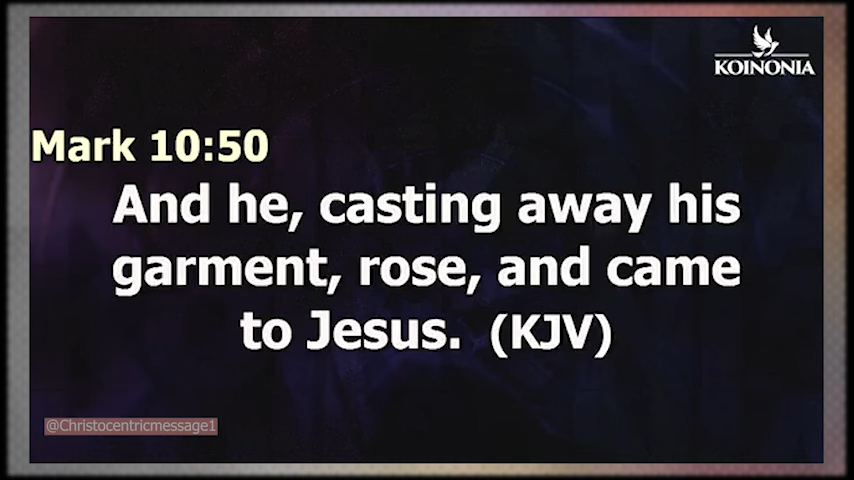 KOINONIA
Mark 10:50
And he, casting away his
garment, rose, and came
to Jesus. (KJV)
@Christocentricmessage1